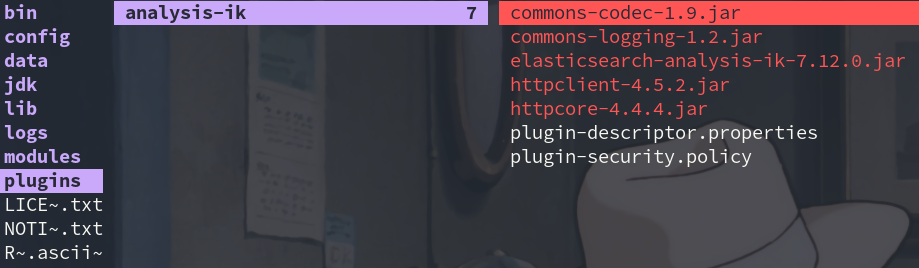 bin
config
data
jdk
lib
logs
modules
plugins
LICE~.txt
NOTI~.txt
R~.ascii~
analysis-ik 7
commons-codec-1.9.jar
commons-logging-1.2.jar
elasticsearch-analysis-ik-7.12.0.jar
httpclient-4.5.2.jar
httpcore-4.4.4.jar
plugin-descriptor.properties
plugin-security.policy